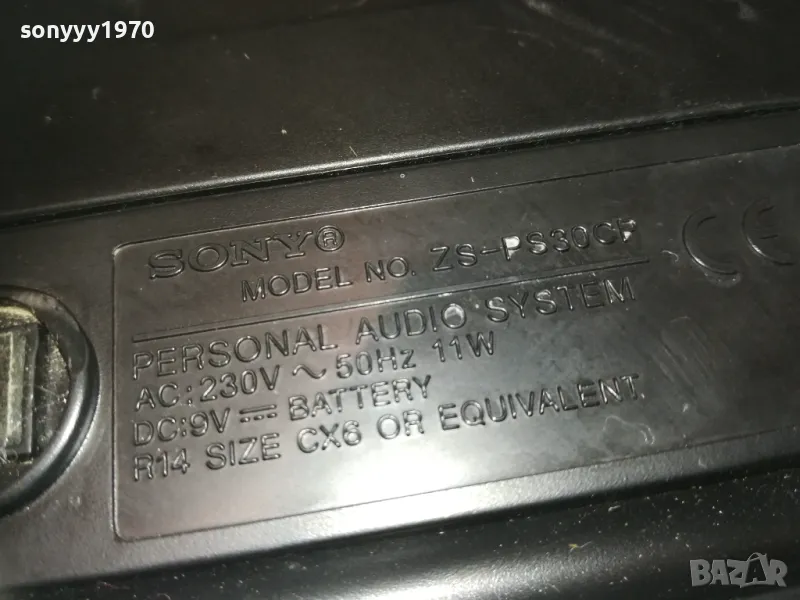 sonyyy1970
SONY®
MODEL NO. ZS-PS30CP
PERSONAL AUDIO SYSTEM
AC:230V ~ 50Hz 11W
DC:9V ⎓ BATTERY
R14 SIZE CX6 OR EQUIVALENT.
CE
BAZAR